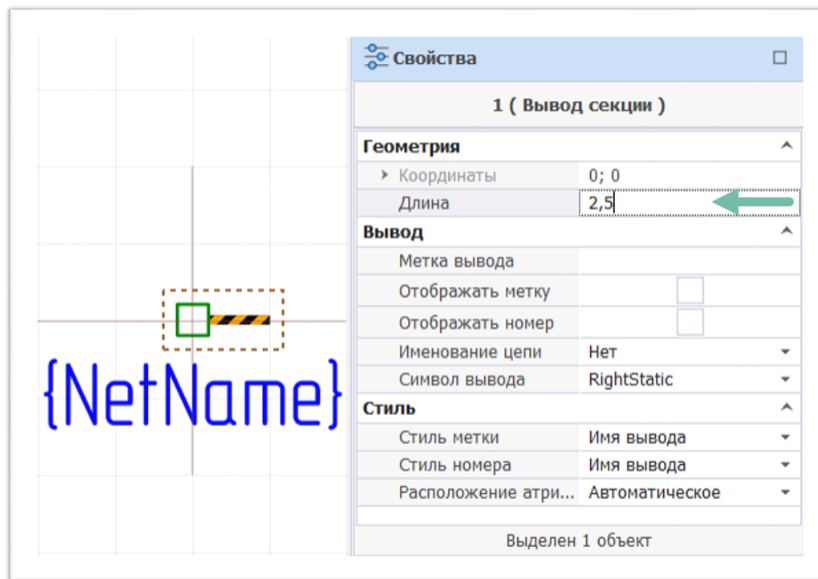 Свойства
1 ( Вывод секции )
Геометрия
Координаты 0; 0
Длина 2,5
Вывод
Метка вывода
Отображать метку
Отображать номер
Именование цепи Нет
Символ вывода RightStatic
Стиль
Стиль метки Имя вывода
Стиль номера Имя вывода
Расположение атри... Автоматическое
Выделен 1 объект
{NetName}